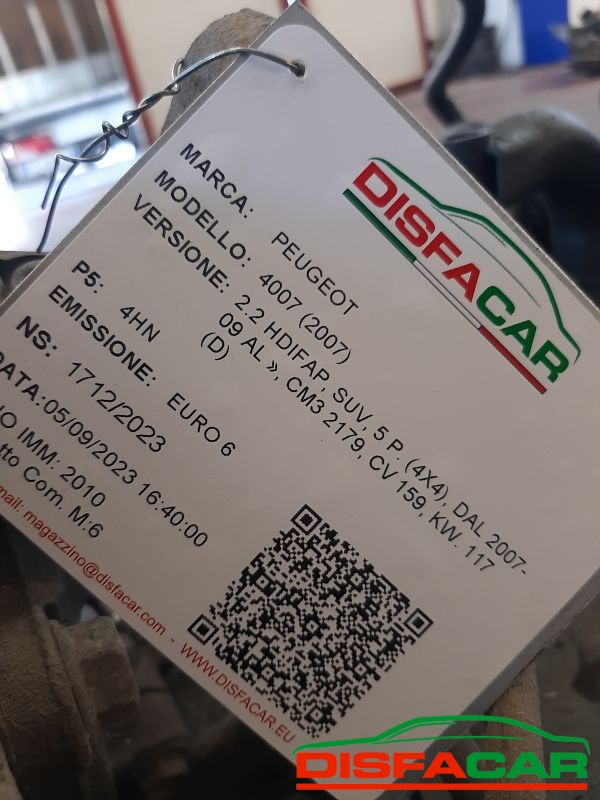 DISFACAR
MARCA: PEUGEOT
MODELLO: 4007 (2007)
VERSIONE: 2.2 HDIFAP, SUV, 5 P. (4X4), DAL 2007-
09 AL », CM3 2179, CV 159, KW. 117
(D)
P5: 4HN
EMISSIONE: EURO 6
NS: 1712/2023
DATA:05/09/2023 16:40:00
IMM: 2010
Com. M:6
magazzino@disfacar.com - WWW.DISFACAR.EU
DISFACAR